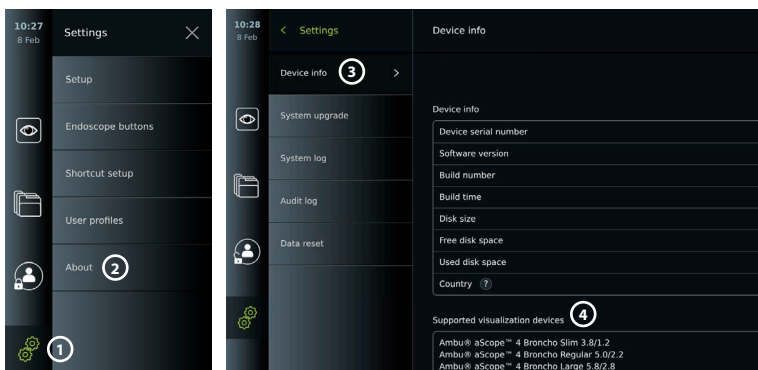 10:27
8 Feb
Settings
Setup
Endoscope buttons
Shortcut setup
User profiles
About
2
1
10:28
8 Feb
Settings
Device info
3
System upgrade
System log
Audit log
Data reset
Device info
Device info
Device serial number
Software version
Build number
Build time
Disk size
Free disk space
Used disk space
Country ?
Supported visualization devices
4
Ambu® aScope™ 4 Broncho Slim 3.8/1.2
Ambu® aScope™ 4 Broncho Regular 5.0/2.2
Ambu® aScope™ 4 Broncho Large 5.8/2.8